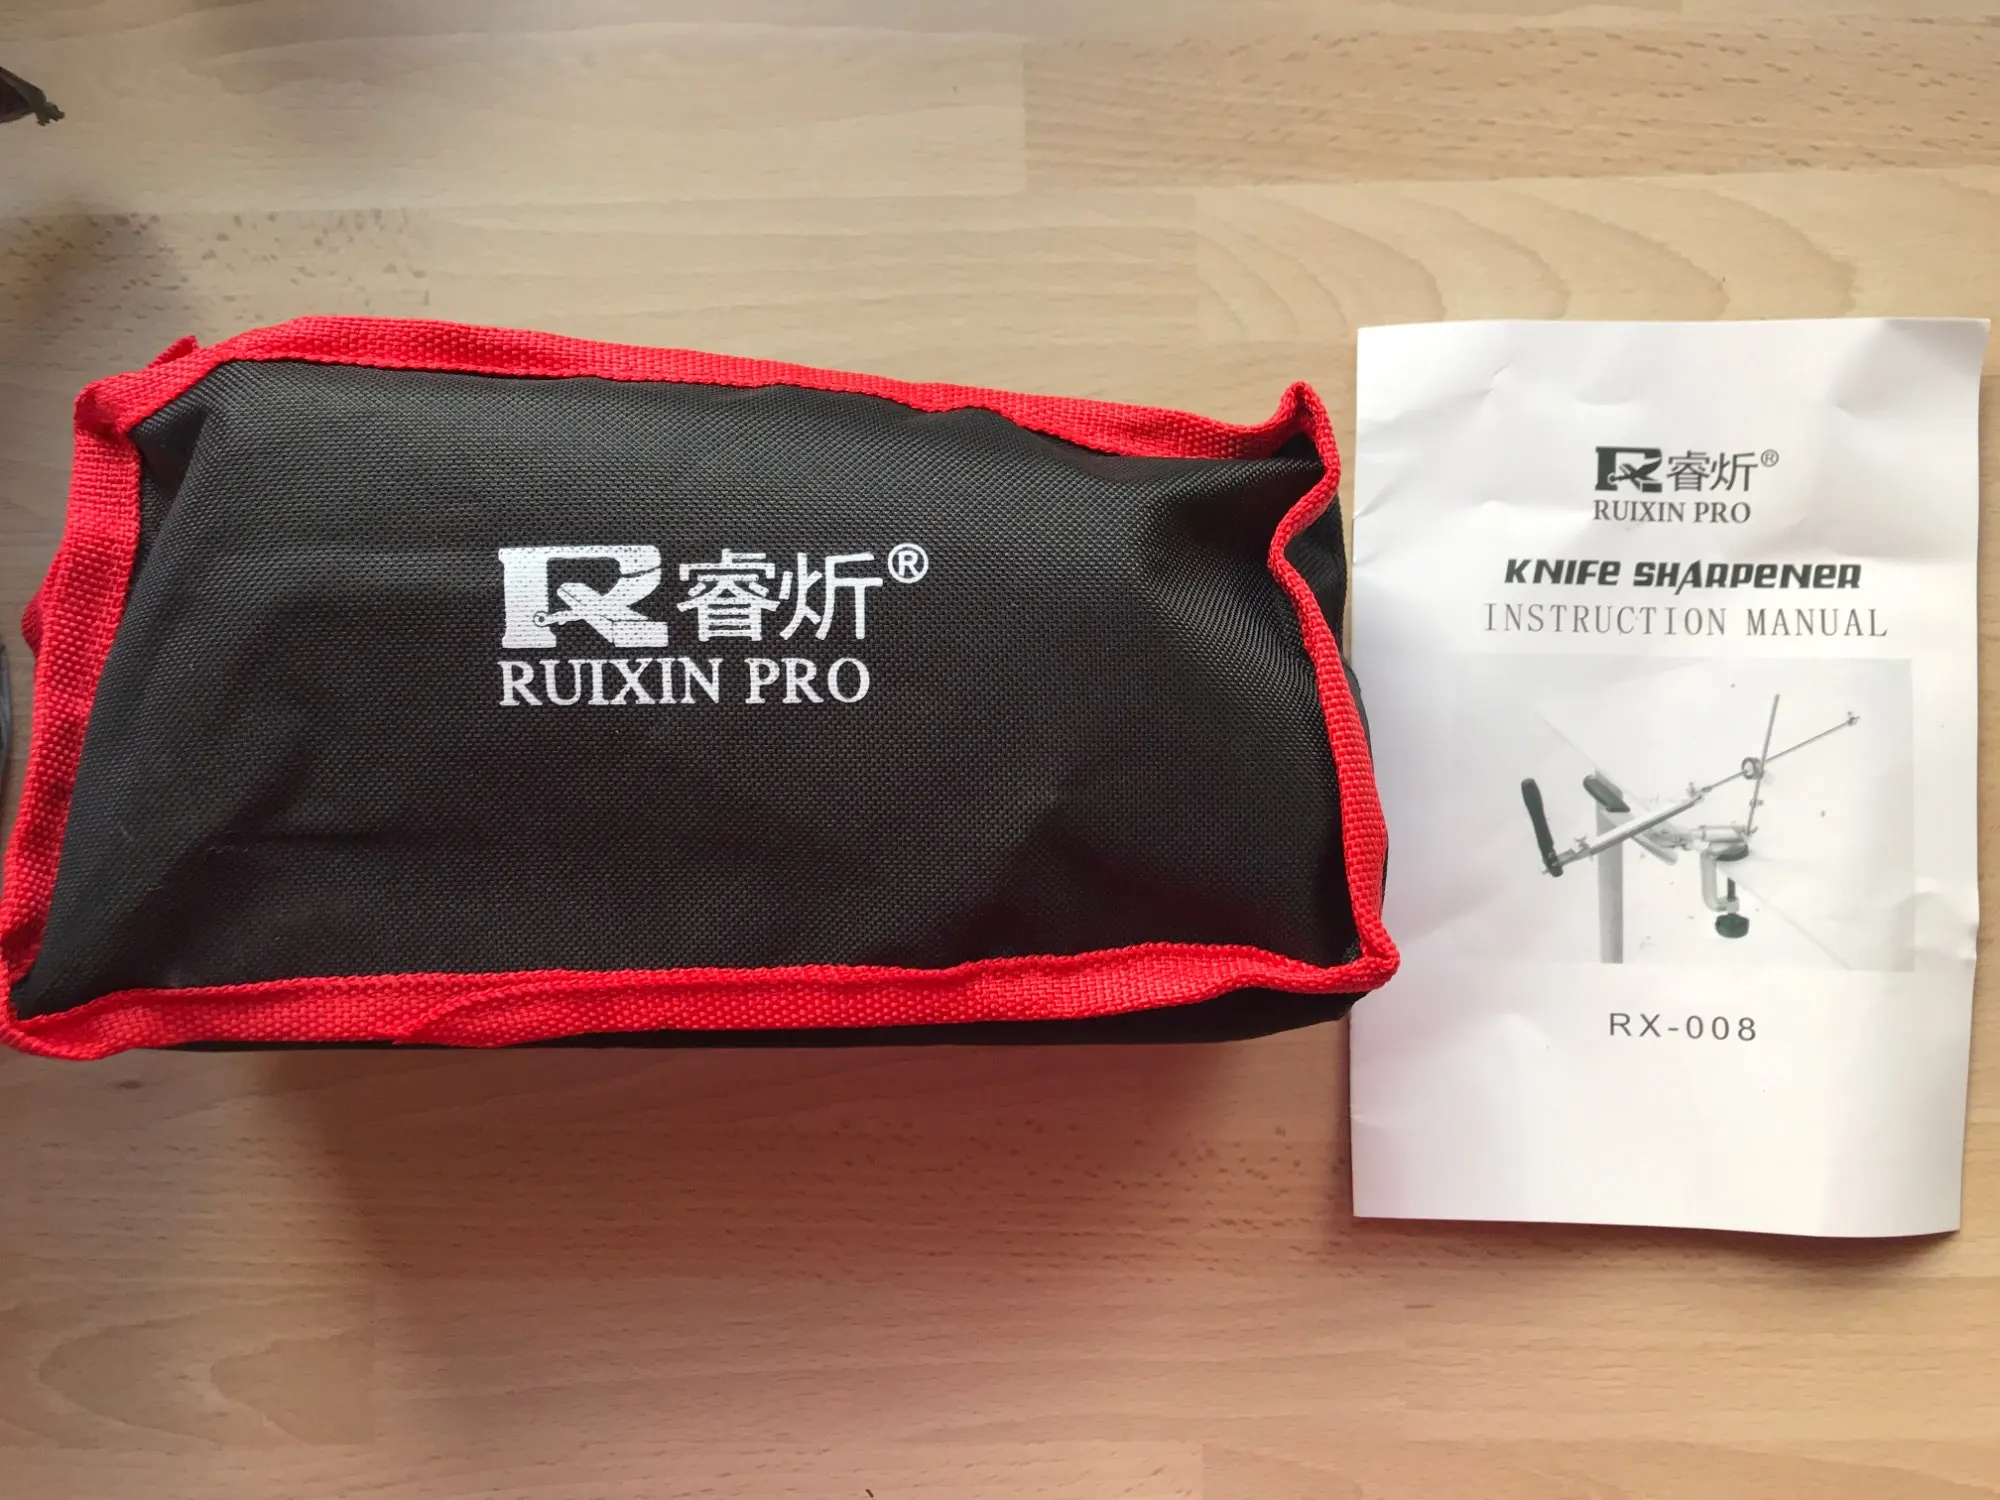 R睿炘®
RUIXIN PRO
R睿炘®
RUIXIN PRO
KNIFE SHARPENER
INSTRUCTION MANUAL
RX-008